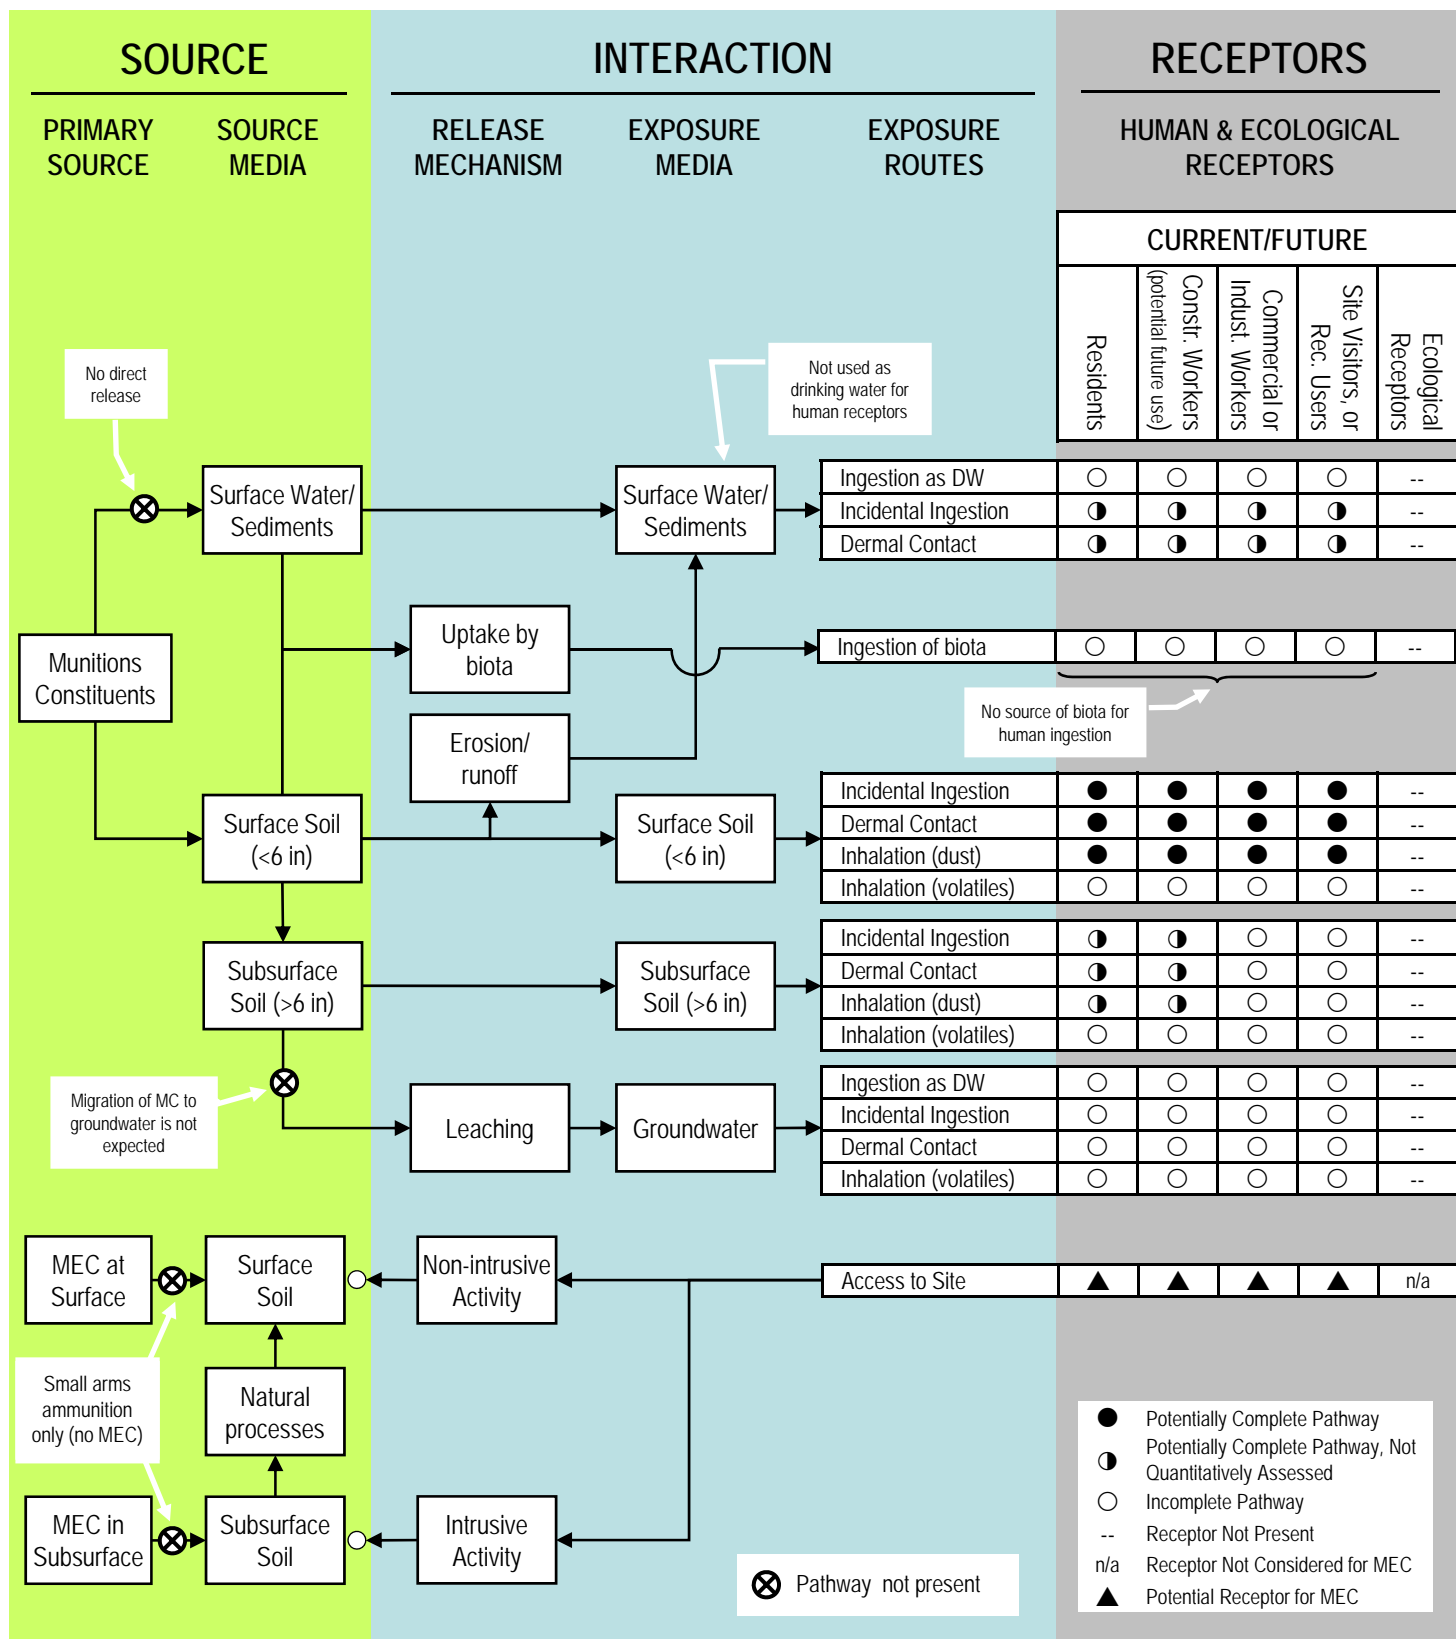 SOURCE
INTERACTION
RECEPTORS
PRIMARY
SOURCE
SOURCE
MEDIA
RELEASE
MECHANISM
EXPOSURE
MEDIA
EXPOSURE
ROUTES
HUMAN & ECOLOGICAL
RECEPTORS
CURRENT/FUTURE
Residents
Constr. Workers
(potential future use)
Commercial or
Indust. Workers
Site Visitors, or
Rec. Users
Ecological
Receptors
No direct
release
Not used as
drinking water for
human receptors
Surface Water/
Sediments
Surface Water/
Sediments
Ingestion as DW --
Incidental Ingestion --
Dermal Contact --
Munitions
Constituents
Uptake by
biota
Ingestion of biota --
No source of biota for
human ingestion
Erosion/
runoff
Surface Soil
(<6 in)
Surface Soil
(<6 in)
Incidental Ingestion --
Dermal Contact --
Inhalation (dust) --
Inhalation (volatiles) --
Subsurface
Soil (>6 in)
Subsurface
Soil (>6 in)
Incidental Ingestion --
Dermal Contact --
Inhalation (dust) --
Inhalation (volatiles) --
Migration of MC to
groundwater is not
expected
Leaching
Groundwater
Ingestion as DW --
Incidental Ingestion --
Dermal Contact --
Inhalation (volatiles) --
MEC at
Surface
Surface
Soil
Non-intrusive
Activity
Access to Site n/a
Small arms
ammunition
only (no MEC)
Natural
processes
MEC in
Subsurface
Subsurface
Soil
Intrusive
Activity
Pathway not present
Potentially Complete Pathway
Potentially Complete Pathway, Not
Quantitatively Assessed
Incomplete Pathway
-- Receptor Not Present
n/a Receptor Not Considered for MEC
Potential Receptor for MEC